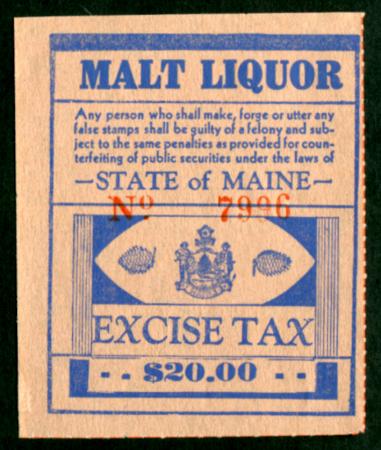 MALT LIQUOR
Any person who shall make, forge or utter any
false stamps shall be guilty of a felony and sub-
ject to the same penalties as provided for coun-
terfeiting of public securities under the laws of
—STATE of MAINE—
Nº 7996
EXCISE TAX
-- $20.00 --